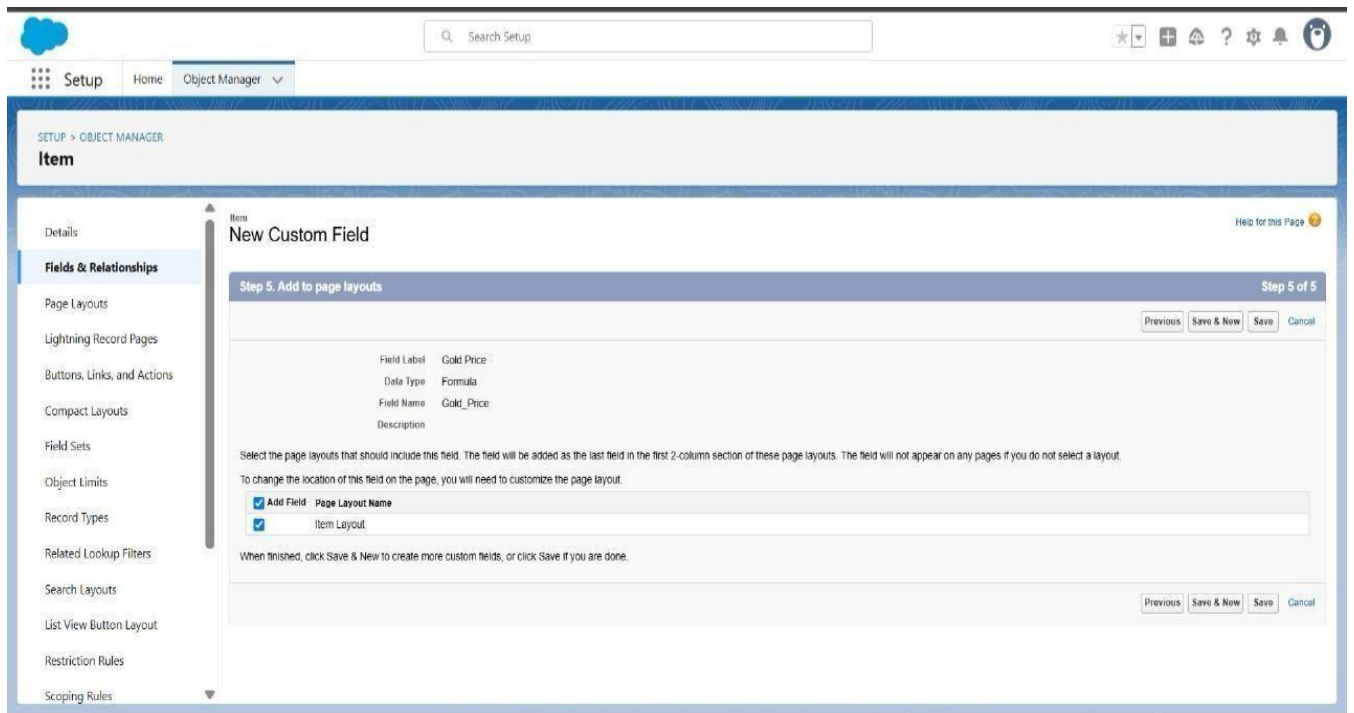 Search Setup
Setup Home Object Manager
SETUP > OBJECT MANAGER
Item
Details
Fields & Relationships
Page Layouts
Lightning Record Pages
Buttons, Links, and Actions
Compact Layouts
Field Sets
Object Limits
Record Types
Related Lookup Filters
Search Layouts
List View Button Layout
Restriction Rules
Scoping Rules
Item
New Custom Field
Help for this Page
Step 5. Add to page layouts Step 5 of 5
Previous Save & New Save Cancel
Field Label Gold Price
Data Type Formula
Field Name Gold_Price
Description
Select the page layouts that should include this field. The field will be added as the last field in the first 2-column section of these page layouts. The field will not appear on any pages if you do not select a layout.
To change the location of this field on the page, you will need to customize the page layout.
Add Field Page Layout Name
Item Layout
When finished, click Save & New to create more custom fields, or click Save if you are done.
Previous Save & New Save Cancel